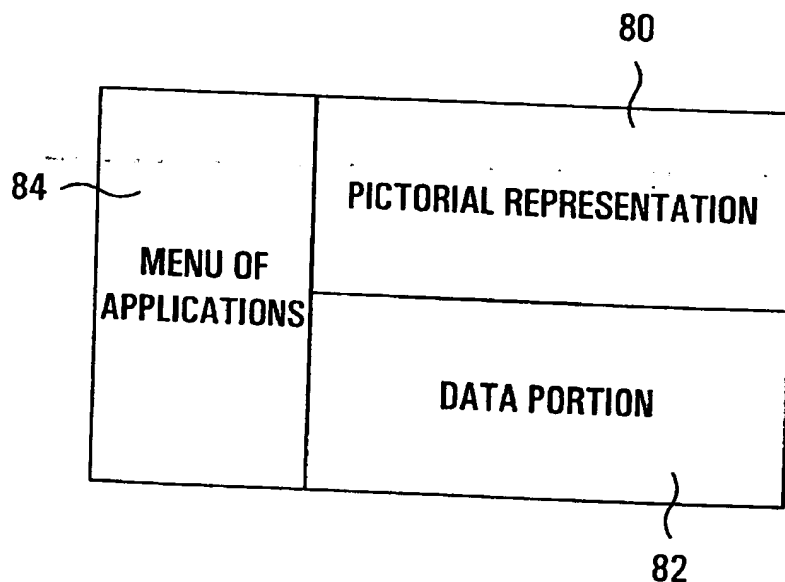 80
84
PICTORIAL REPRESENTATION
MENU OF
APPLICATIONS
DATA PORTION
82